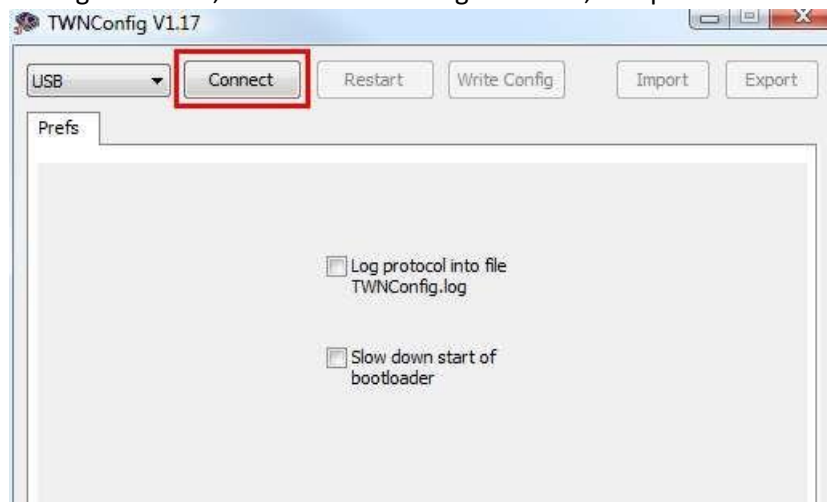 TWNConfig V1.17
USB Connect Restart Write Config Import Export
Prefs
Log protocol into file
TWNConfig.log
Slow down start of
bootloader